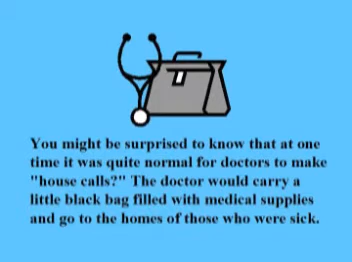 You might be surprised to know that at one
time it was quite normal for doctors to make
"house calls?" The doctor would carry a
little black bag filled with medical supplies
and go to the homes of those who were sick.